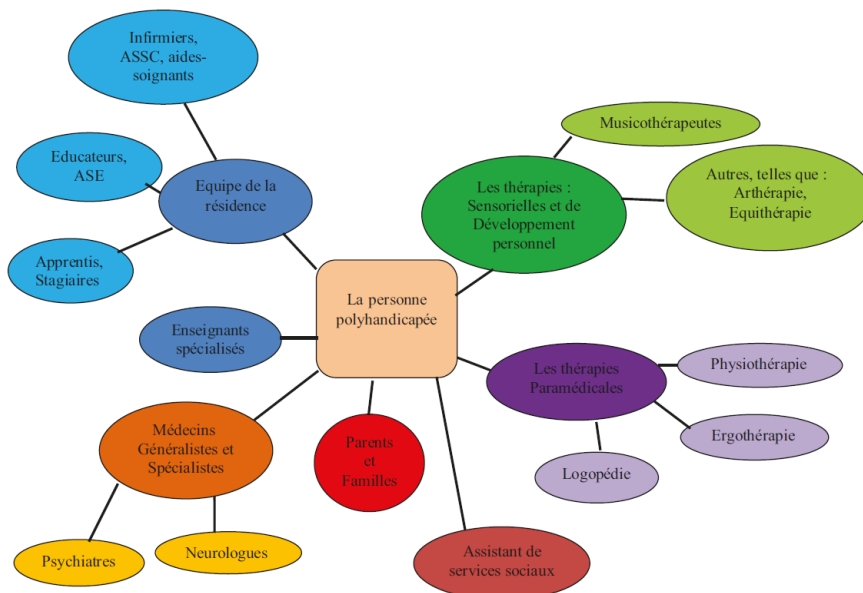 Infirmiers,
ASSC, aides-
soignants
Musicothérapeutes
Educateurs,
ASE
Equipe de la
résidence
Les thérapies :
Sensorielles et de
Développement
personnel
Autres, telles que :
Arthérapie,
Equithérapie
Apprentis,
Stagiaires
La personne
polyhandicapée
Enseignants
spécialisés
Les thérapies
Paramédicales
Physiothérapie
Médecins
Généralistes et
Spécialistes
Parents
et
Familles
Ergothérapie
Logopédie
Psychiatres
Neurologues
Assistant de
services sociaux